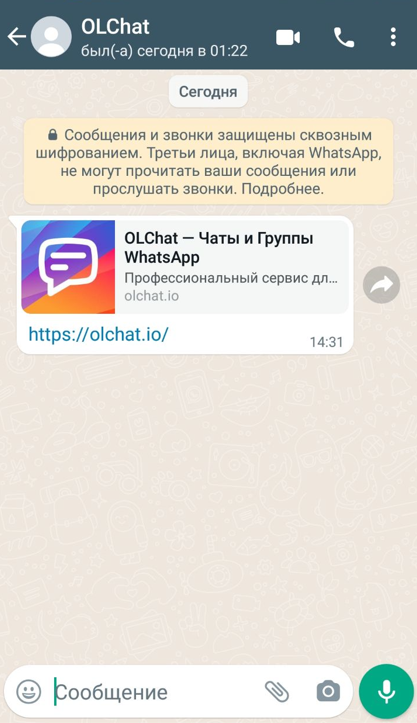 OLChat
был(-а) сегодня в 01:22
Сегодня
Сообщения и звонки защищены сквозным
шифрованием. Третьи лица, включая WhatsApp,
не могут прочитать ваши сообщения или
прослушать звонки. Подробнее.
OLChat — Чаты и Группы
WhatsApp
Профессиональный сервис дл...
olchat.io
https://olchat.io/
14:31
Сообщение